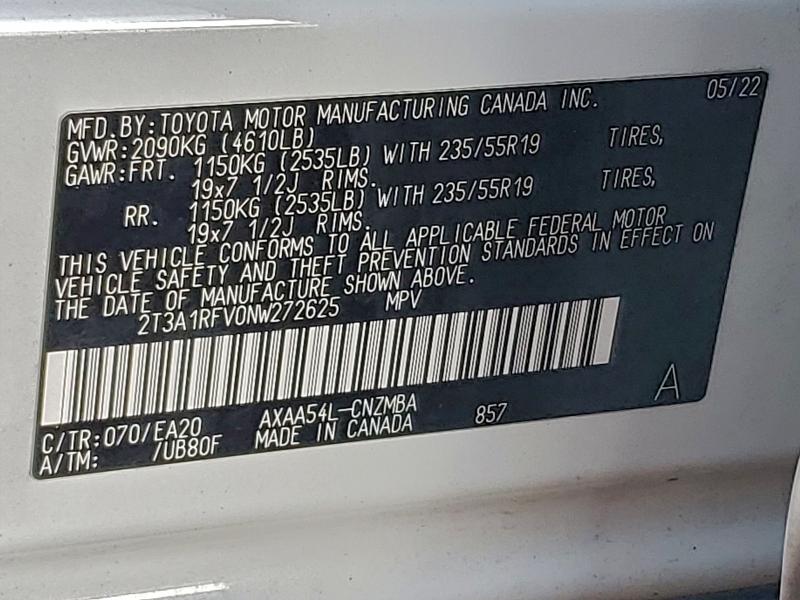 05/22
MFD.BY:TOYOTA MOTOR MANUFACTURING CANADA INC.
GVWR:2090KG (4610LB)
GAWR:FRT. 1150KG (2535LB) WITH 235/55R19 TIRES,
19x7 1/2J RIMS.
RR. 1150KG (2535LB) WITH 235/55R19 TIRES,
19x7 1/2J RIMS.
THIS VEHICLE CONFORMS TO ALL APPLICABLE FEDERAL MOTOR
VEHICLE SAFETY AND THEFT PREVENTION STANDARDS IN EFFECT ON
THE DATE OF MANUFACTURE SHOWN ABOVE.
2T3A1RFV0NW272625 MPV
A
C/TR:070/EA20 AXAA54L-CNZMBA 857
A/TM: /UB80F MADE IN CANADA